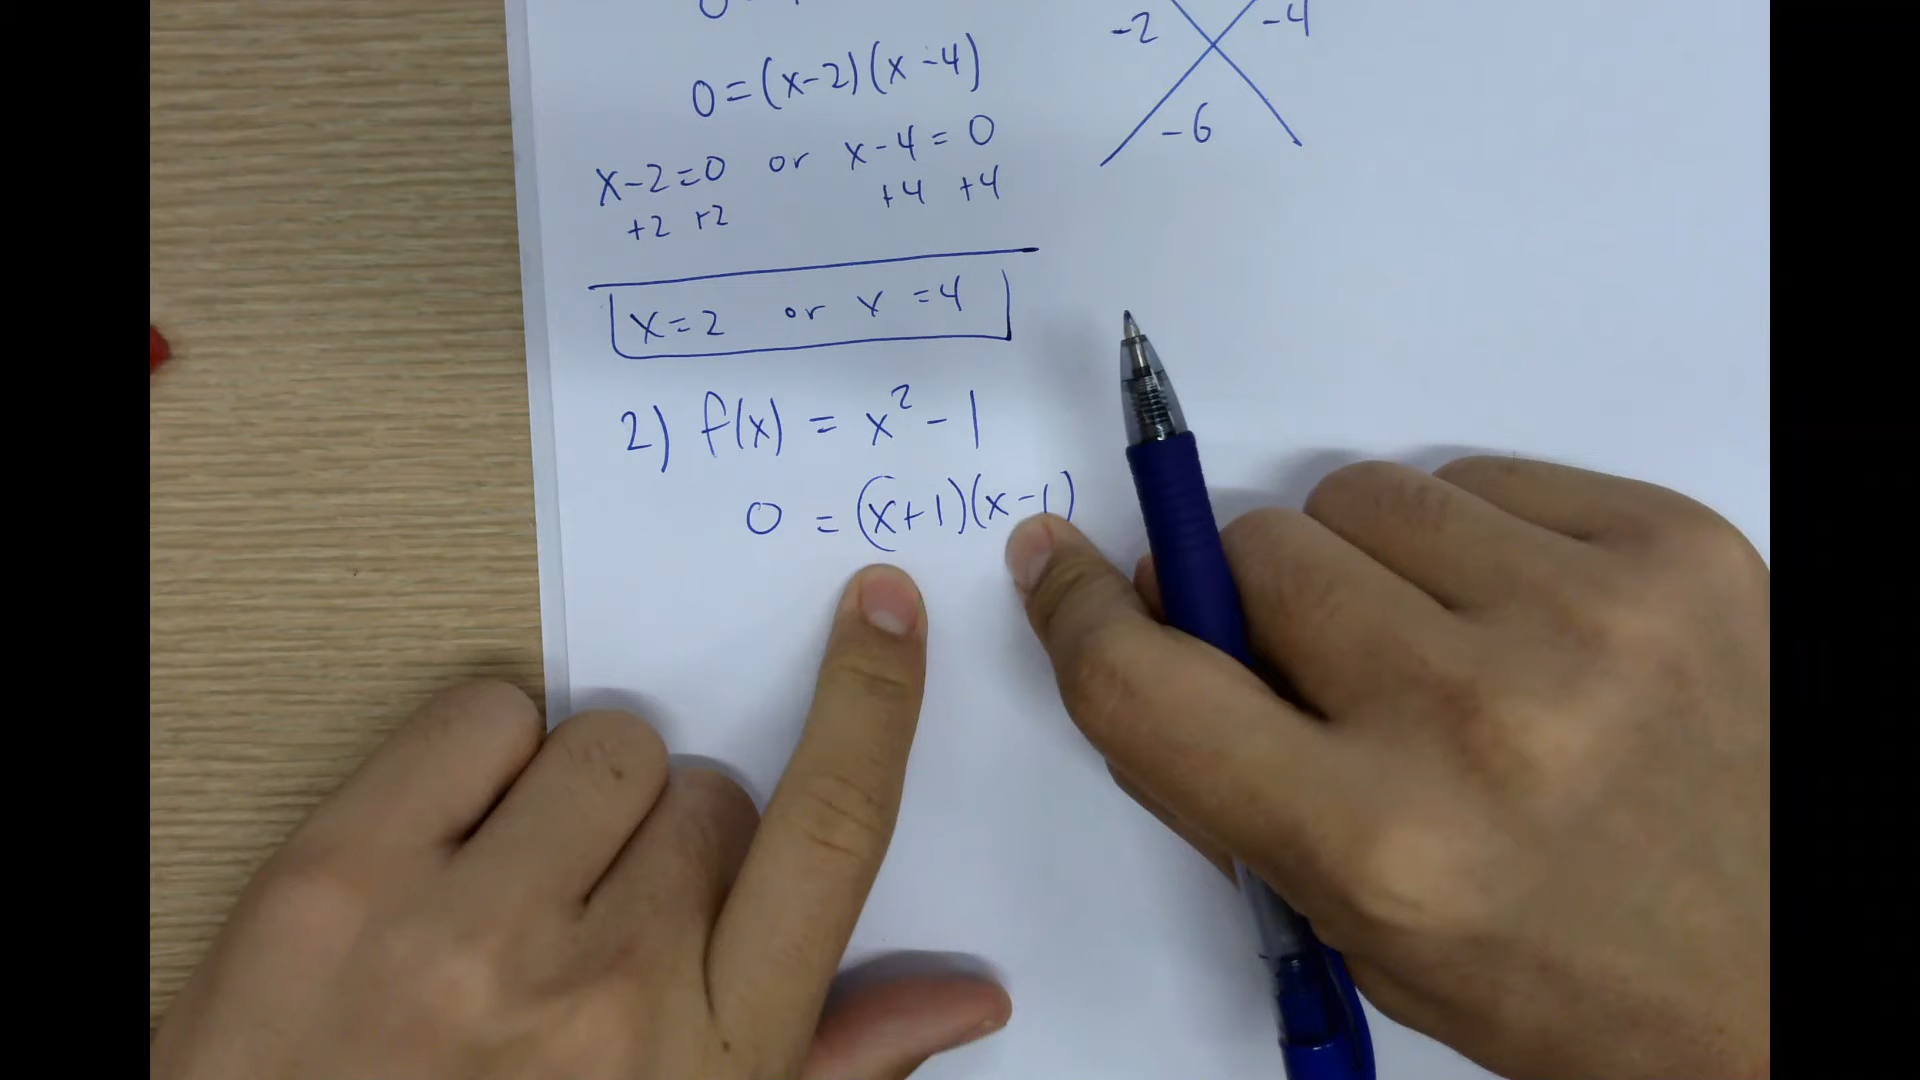 -2 -4
0=(x-2)(x-4)
-6
x-2=0 or x-4=0
+2 +2 +4 +4
x=2 or x=4
2) f(x) = x² - 1
0 = (x+1)(x-1)